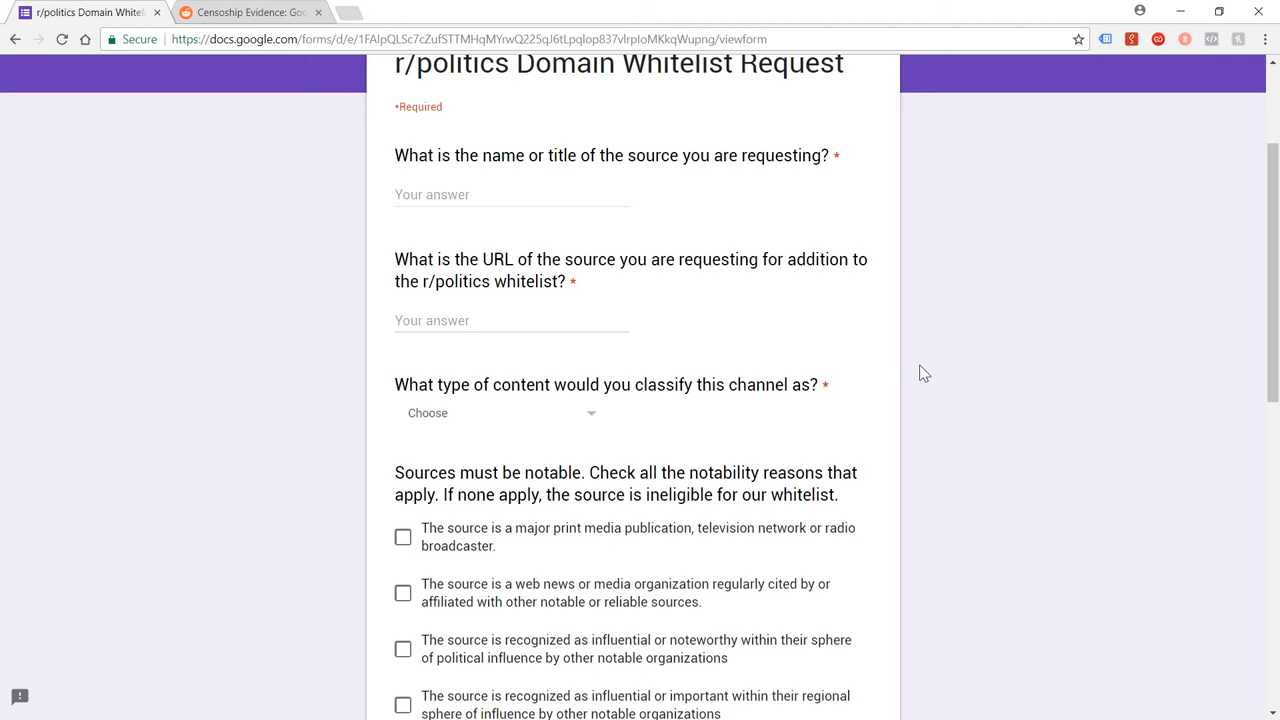 r/politics Domain Whitelis
Censoship Evidence: Goo
Secure
https://docs.google.com/forms/d/e/1FAIpQLSc7cZufSTTMHqMYrwQ225qJ6tLpqlop837vlrploMKkqWupng/viewform
r/politics Domain Whitelist Request
*Required
What is the name or title of the source you are requesting? *
Your answer
What is the URL of the source you are requesting for addition to
the r/politics whitelist? *
Your answer
What type of content would you classify this channel as? *
Choose
Sources must be notable. Check all the notability reasons that
apply. If none apply, the source is ineligible for our whitelist.
The source is a major print media publication, television network or radio
broadcaster.
The source is a web news or media organization regularly cited by or
affiliated with other notable or reliable sources.
The source is recognized as influential or noteworthy within their sphere
of political influence by other notable organizations
The source is recognized as influential or important within their regional
sphere of influence by other notable organizations